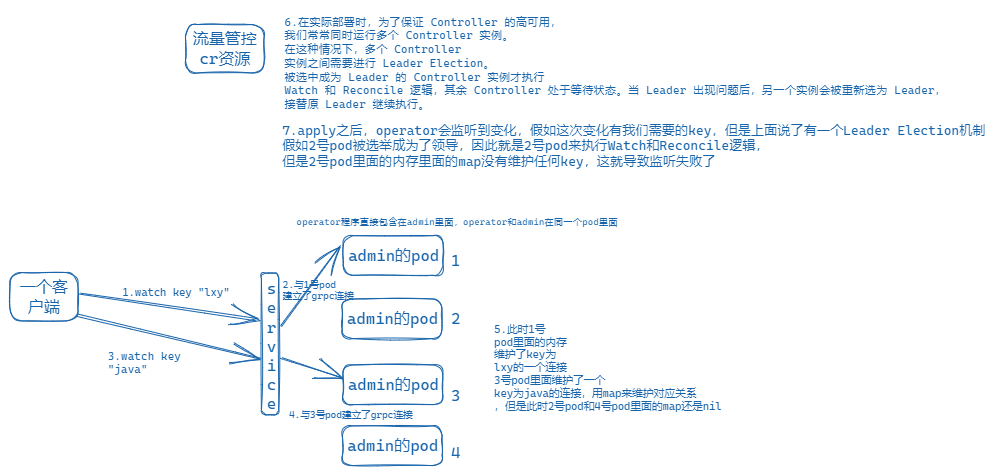 流量管控
cr资源
6.在实际部署时，为了保证 Controller 的高可用，
我们常常同时运行多个 Controller 实例。
在这种情况下，多个 Controller
实例之间需要进行 Leader Election。
被选中成为 Leader 的 Controller 实例才执行
Watch 和 Reconcile 逻辑，其余 Controller 处于等待状态。当 Leader 出现问题后，另一个实例会被重新选为 Leader，
接替原 Leader 继续执行。
7.apply之后，operator会监听到变化，假如这次变化有我们需要的key，但是上面说了有一个Leader Election机制
假如2号pod被选举成为了领导，因此就是2号pod来执行Watch和Reconcile逻辑，
但是2号pod里面的内存里面的map没有维护任何key，这就导致监听失败了
operator程序直接包含在admin里面，operator和admin在同一个pod里面
admin的pod
1
一个客
户端
1.watch key "lxy"
2.与1号pod
建立了grpc连接
service
admin的pod
2
3.watch key
"java"
admin的pod
3
4.与3号pod建立了grpc连接
5.此时1号
pod里面的内存
维护了key为
lxy的一个连接
3号pod里面维护了一个
key为java的连接，用map来维护对应关系
，但是此时2号pod和4号pod里面的map还是nil
admin的pod
4